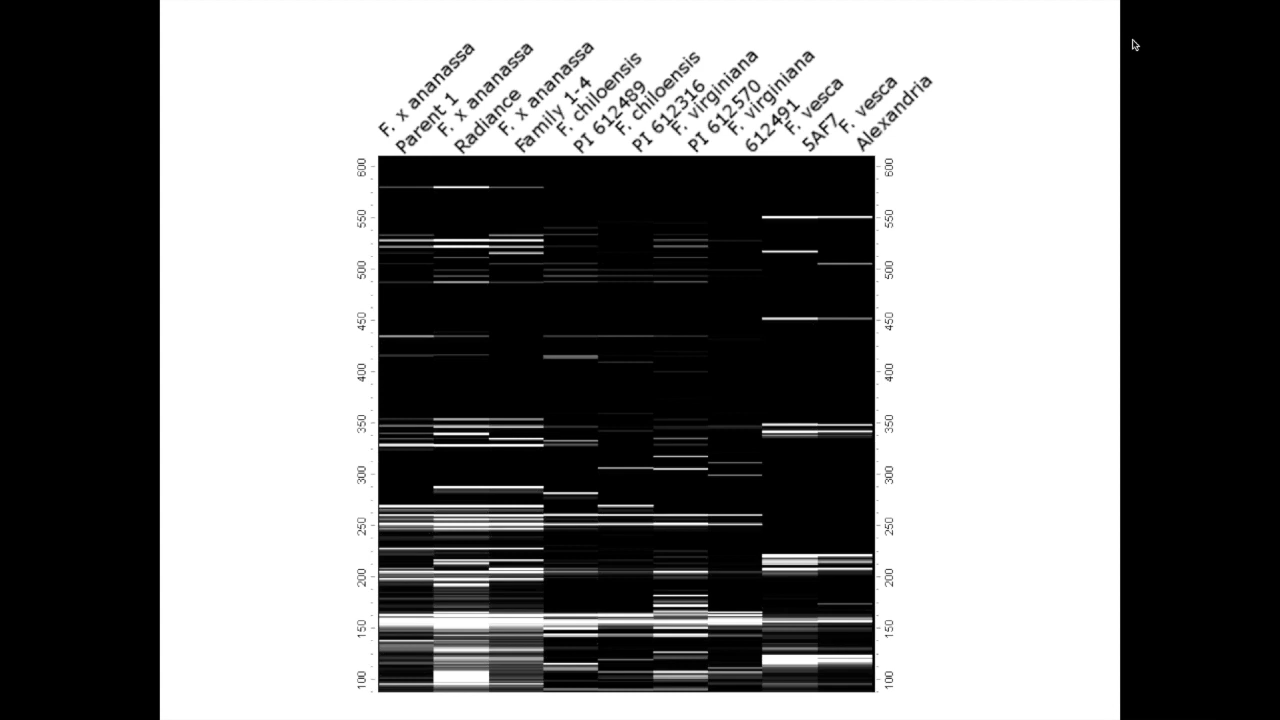 F. x ananassa
Parent 1
F. x ananassa
Radiance
F. x ananassa
Family 1-4
F. chiloensis
PI 612489
F. chiloensis
PI 612316
F. virginiana
PI 612570
F. virginiana
612491
F. vesca
5AF7
F. vesca
Alexandria
600 600
550 550
500 500
450 450
400 400
350 350
300 300
250 250
200 200
150 150
100 100